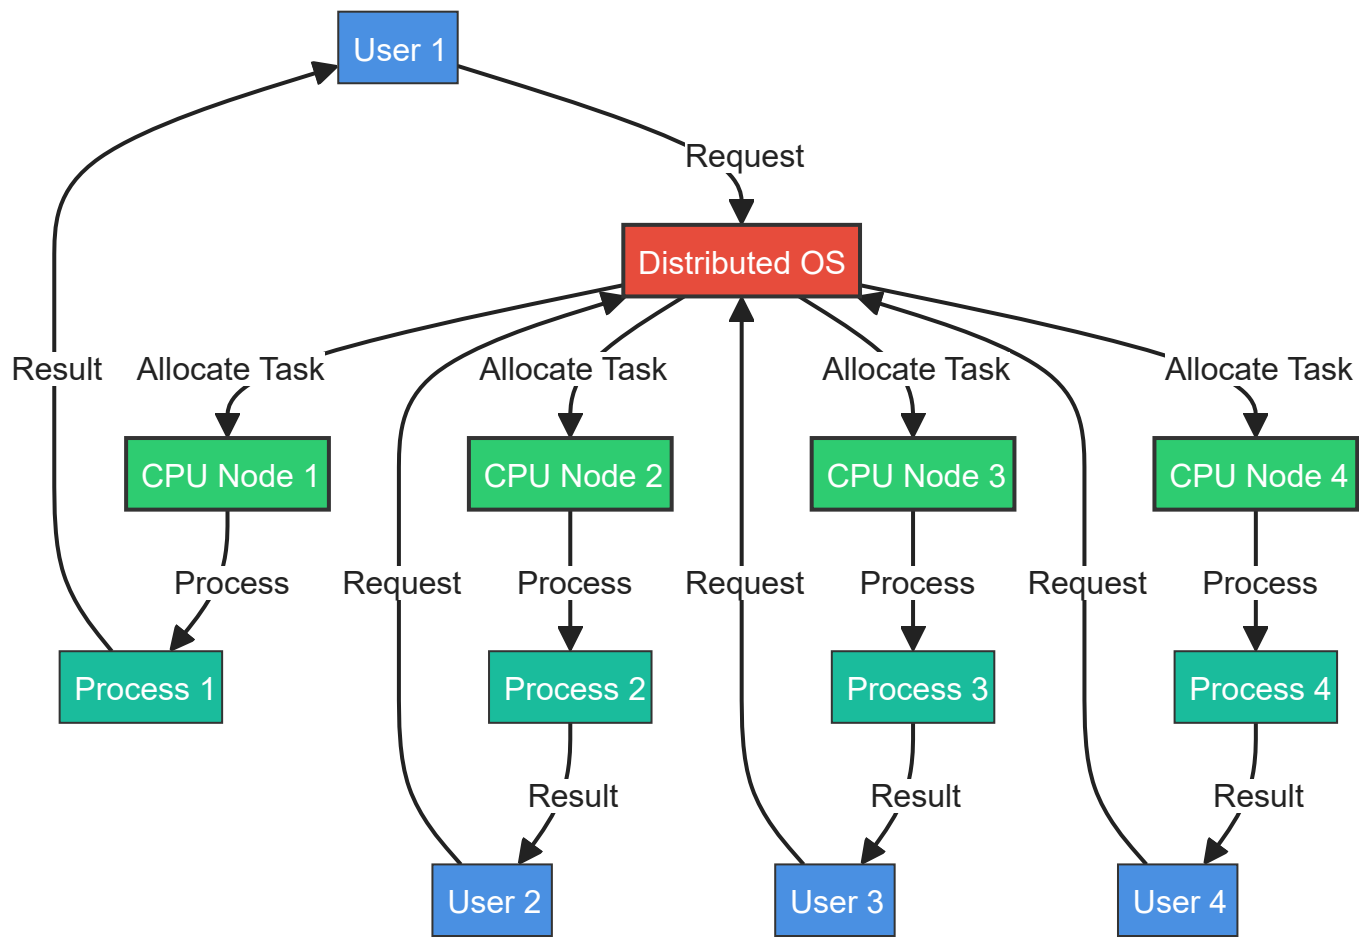 User 1
Request
Distributed OS
Result
Allocate Task
Allocate Task
Allocate Task
Allocate Task
CPU Node 1
CPU Node 2
CPU Node 3
CPU Node 4
Process
Request
Process
Request
Process
Request
Process
Process 1
Process 2
Process 3
Process 4
Result
Result
Result
User 2
User 3
User 4